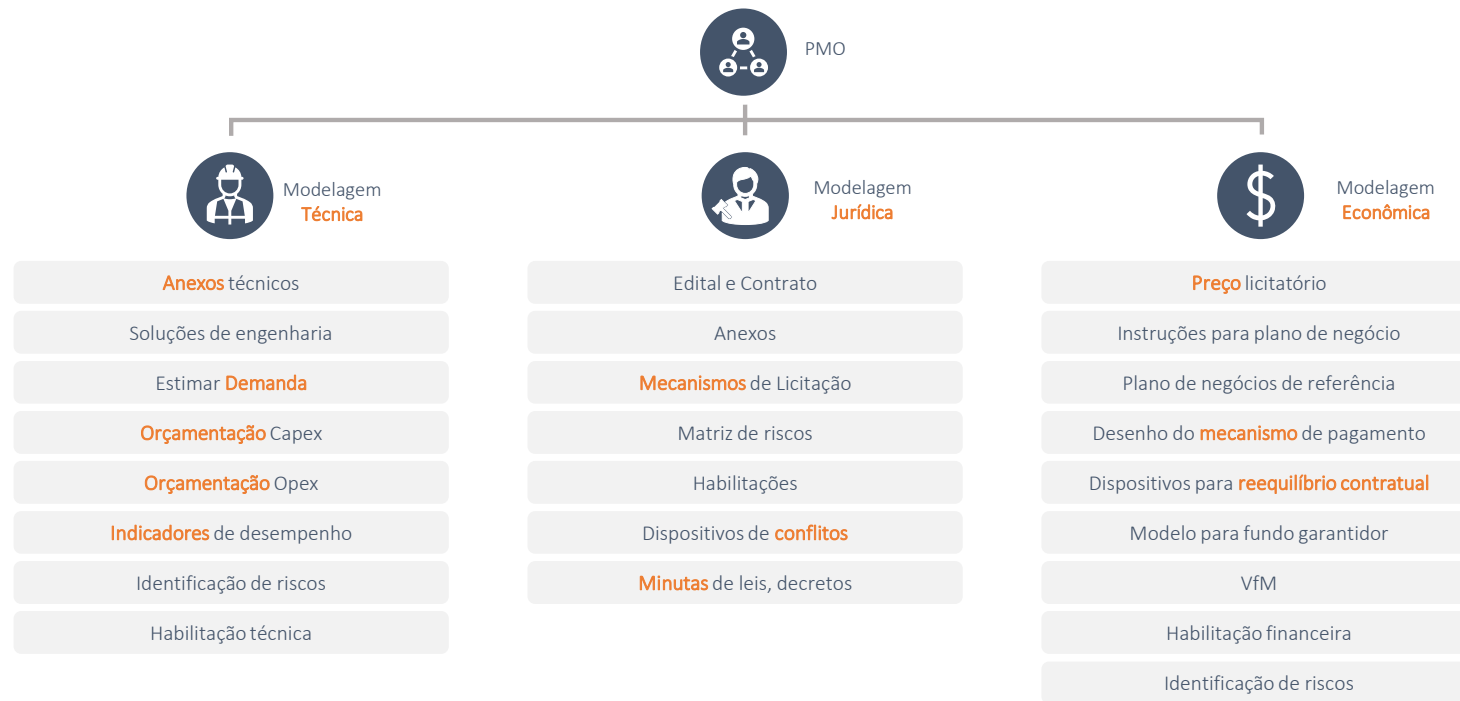 PMO
Modelagem
Técnica
Anexos técnicos
Soluções de engenharia
Estimar Demanda
Orçamentação Capex
Orçamentação Opex
Indicadores de desempenho
Identificação de riscos
Habilitação técnica
Modelagem
Jurídica
Edital e Contrato
Anexos
Mecanismos de Licitação
Matriz de riscos
Habilitações
Dispositivos de conflitos
Minutas de leis, decretos
Modelagem
Econômica
Preço licitatório
Instruções para plano de negócio
Plano de negócios de referência
Desenho do mecanismo de pagamento
Dispositivos para reequilíbrio contratual
Modelo para fundo garantidor
VfM
Habilitação financeira
Identificação de riscos